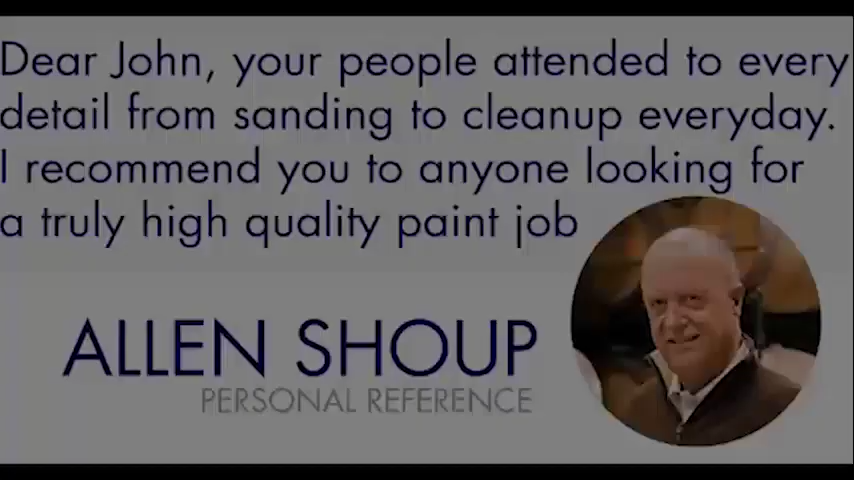 Dear John, your people attended to every
detail from sanding to cleanup everyday.
I recommend you to anyone looking for
a truly high quality paint job
ALLEN SHOUP
PERSONAL REFERENCE